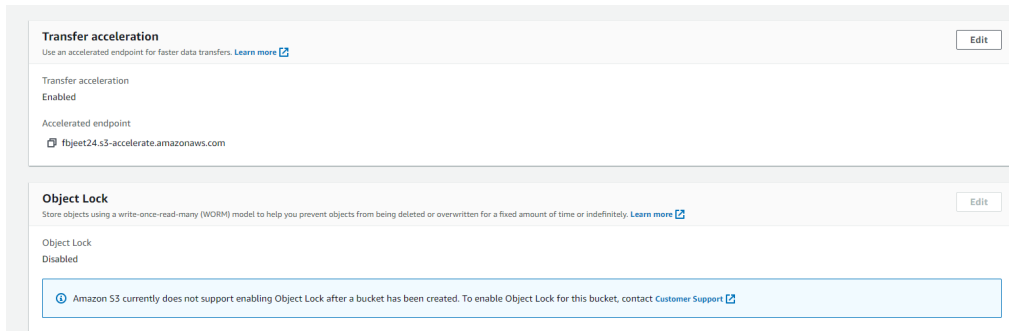 Transfer acceleration
Edit
Use an accelerated endpoint for faster data transfers. Learn more
Transfer acceleration
Enabled
Accelerated endpoint
fbjeet24.s3-accelerate.amazonaws.com
Object Lock
Edit
Store objects using a write-once-read-many (WORM) model to help you prevent objects from being deleted or overwritten for a fixed amount of time or indefinitely. Learn more
Object Lock
Disabled
Amazon S3 currently does not support enabling Object Lock after a bucket has been created. To enable Object Lock for this bucket, contact Customer Support